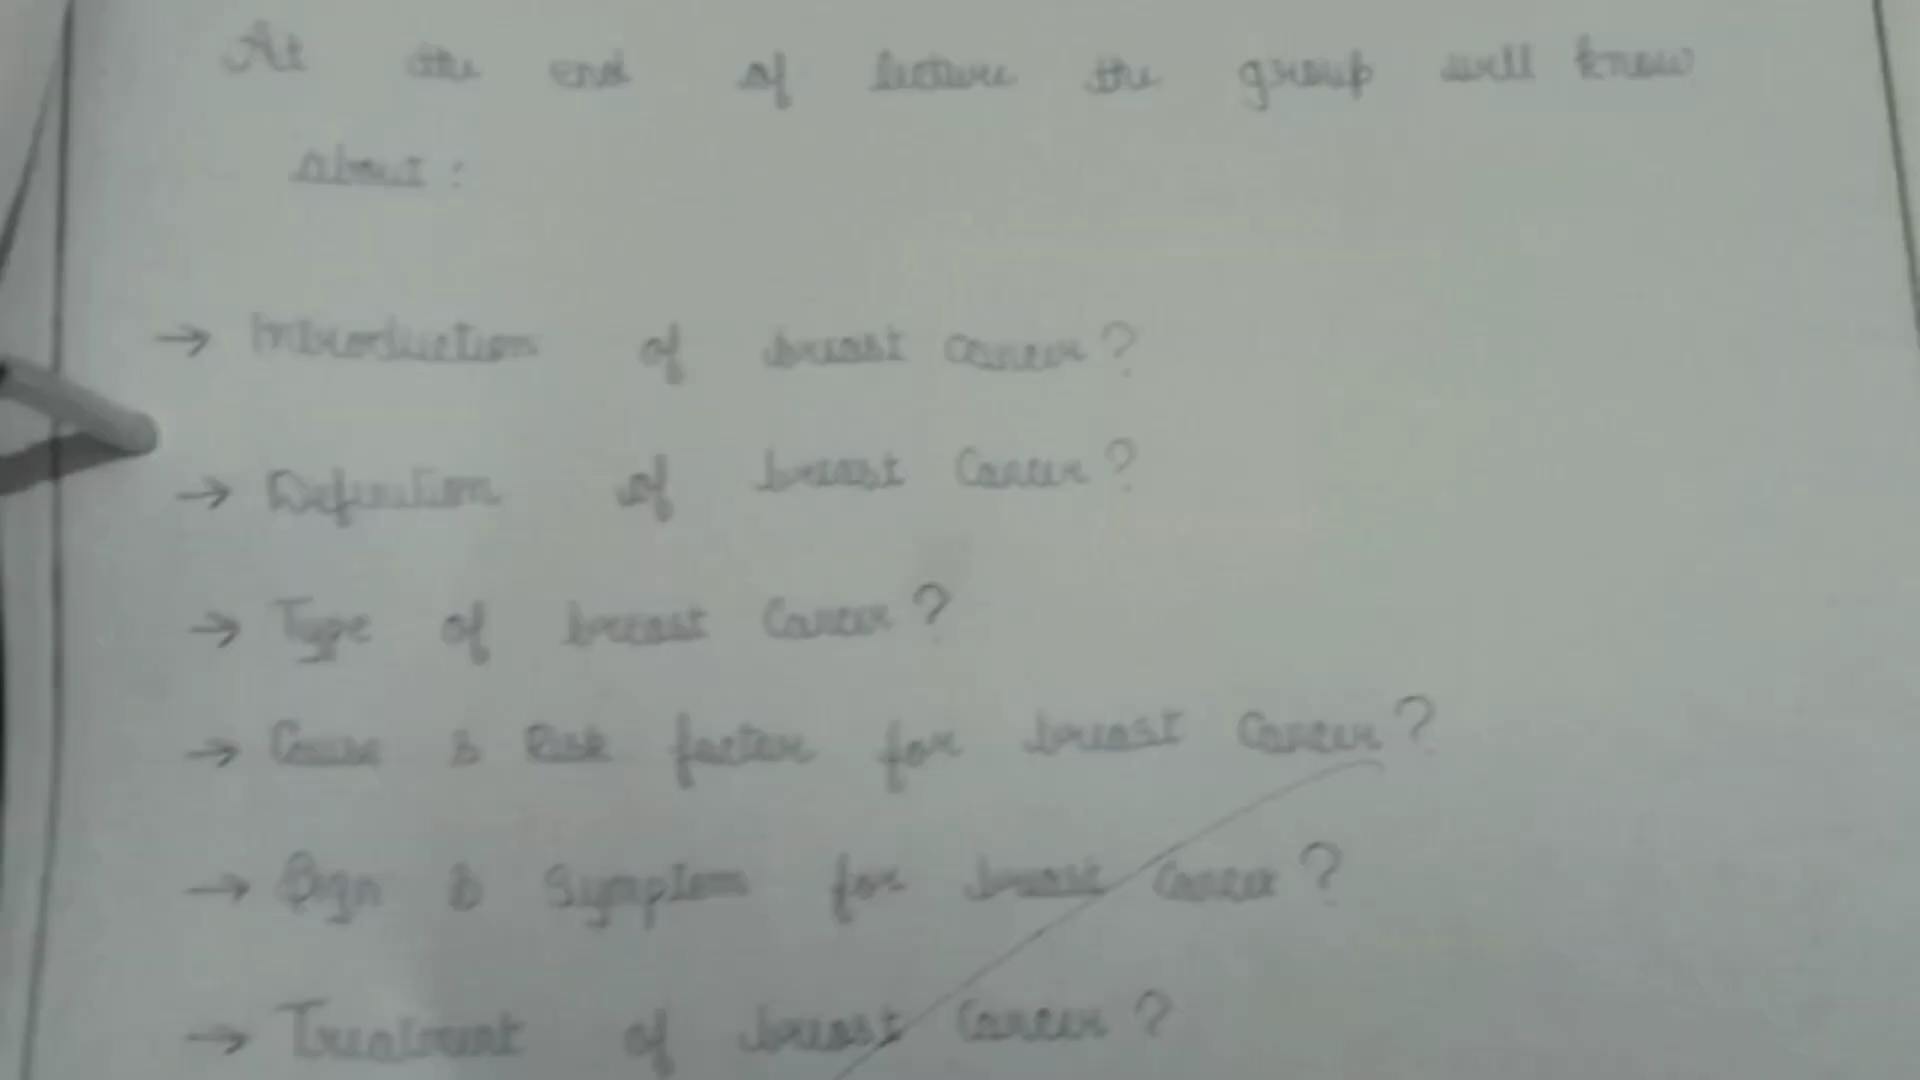 At the end of lecture the group will know
About :
→ Introduction of breast cancer ?
→ Definition of breast Cancer ?
→ Type of breast Cancer ?
→ Cause & Risk factor for breast Cancer ?
→ Sign & Symptom for breast Cancer ?
→ Treatment of breast Cancer ?